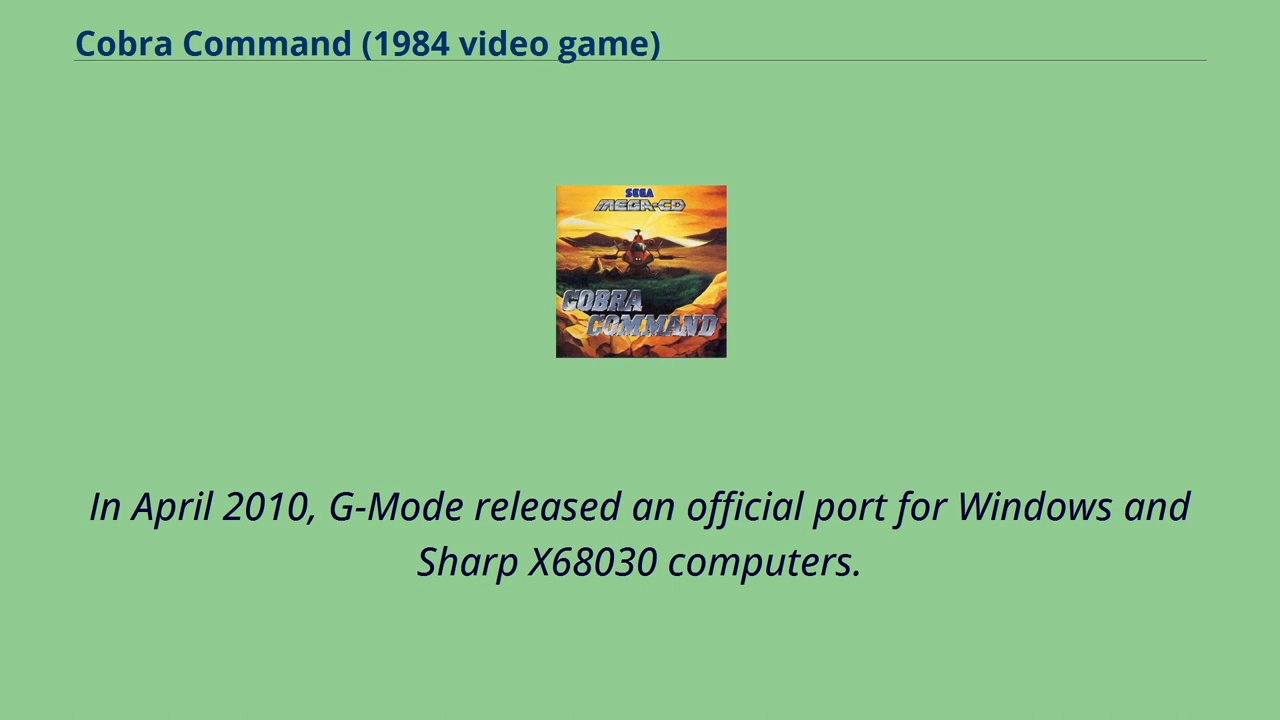 Cobra Command (1984 video game)
SEGA
MEGA-CD
COBRA
COMMAND
In April 2010, G-Mode released an official port for Windows and
Sharp X68030 computers.